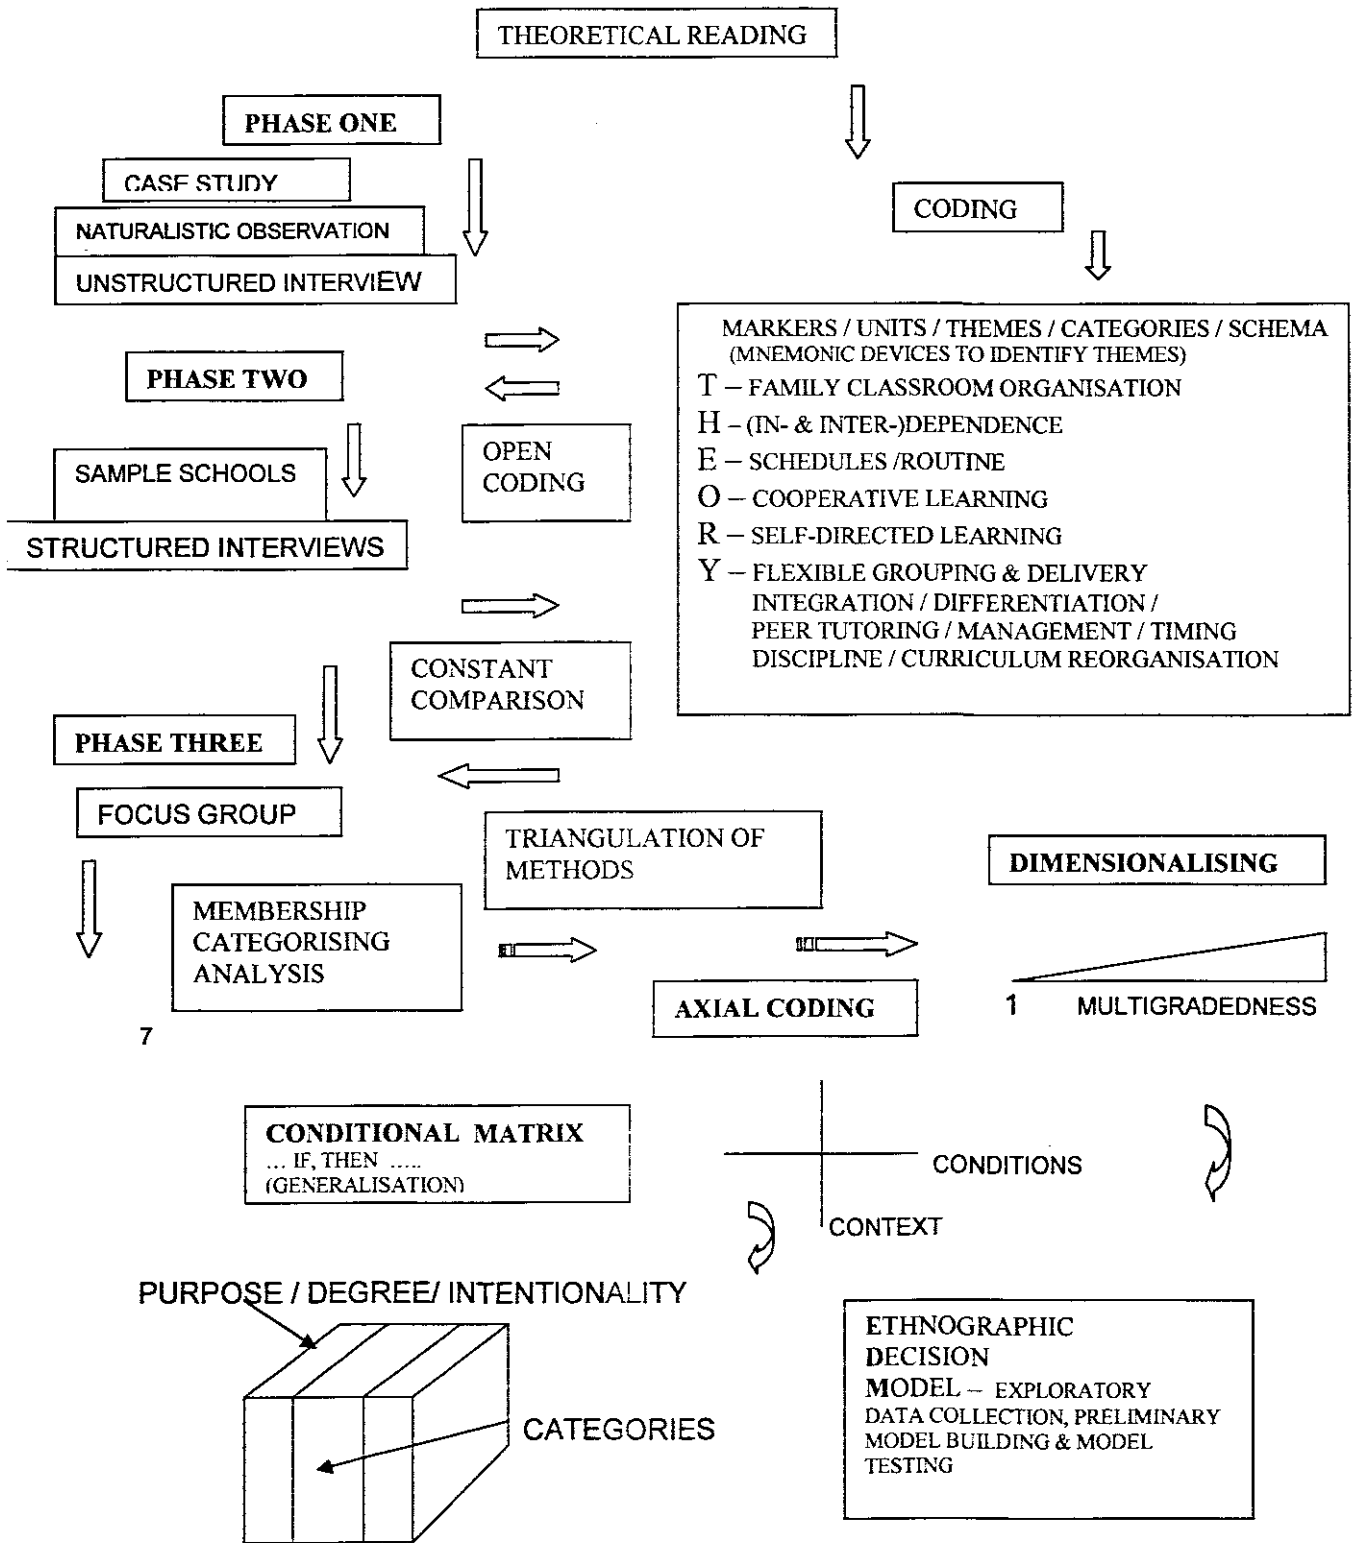 THEORETICAL READING
PHASE ONE
CASE STUDY
NATURALISTIC OBSERVATION
UNSTRUCTURED INTERVIEW
CODING
MARKERS / UNITS / THEMES / CATEGORIES / SCHEMA
(MNEMONIC DEVICES TO IDENTIFY THEMES)
T – FAMILY CLASSROOM ORGANISATION
H – (IN- & INTER-)DEPENDENCE
E – SCHEDULES /ROUTINE
O – COOPERATIVE LEARNING
R – SELF-DIRECTED LEARNING
Y – FLEXIBLE GROUPING & DELIVERY
INTEGRATION / DIFFERENTIATION /
PEER TUTORING / MANAGEMENT / TIMING
DISCIPLINE / CURRICULUM REORGANISATION
PHASE TWO
SAMPLE SCHOOLS
STRUCTURED INTERVIEWS
OPEN
CODING
CONSTANT
COMPARISON
PHASE THREE
FOCUS GROUP
TRIANGULATION OF
METHODS
DIMENSIONALISING
MEMBERSHIP
CATEGORISING
ANALYSIS
AXIAL CODING
1 MULTIGRADEDNESS
7
CONDITIONAL MATRIX
... IF, THEN .....
(GENERALISATION)
CONDITIONS
CONTEXT
PURPOSE / DEGREE/ INTENTIONALITY
CATEGORIES
ETHNOGRAPHIC
DECISION
MODEL – EXPLORATORY
DATA COLLECTION, PRELIMINARY
MODEL BUILDING & MODEL
TESTING